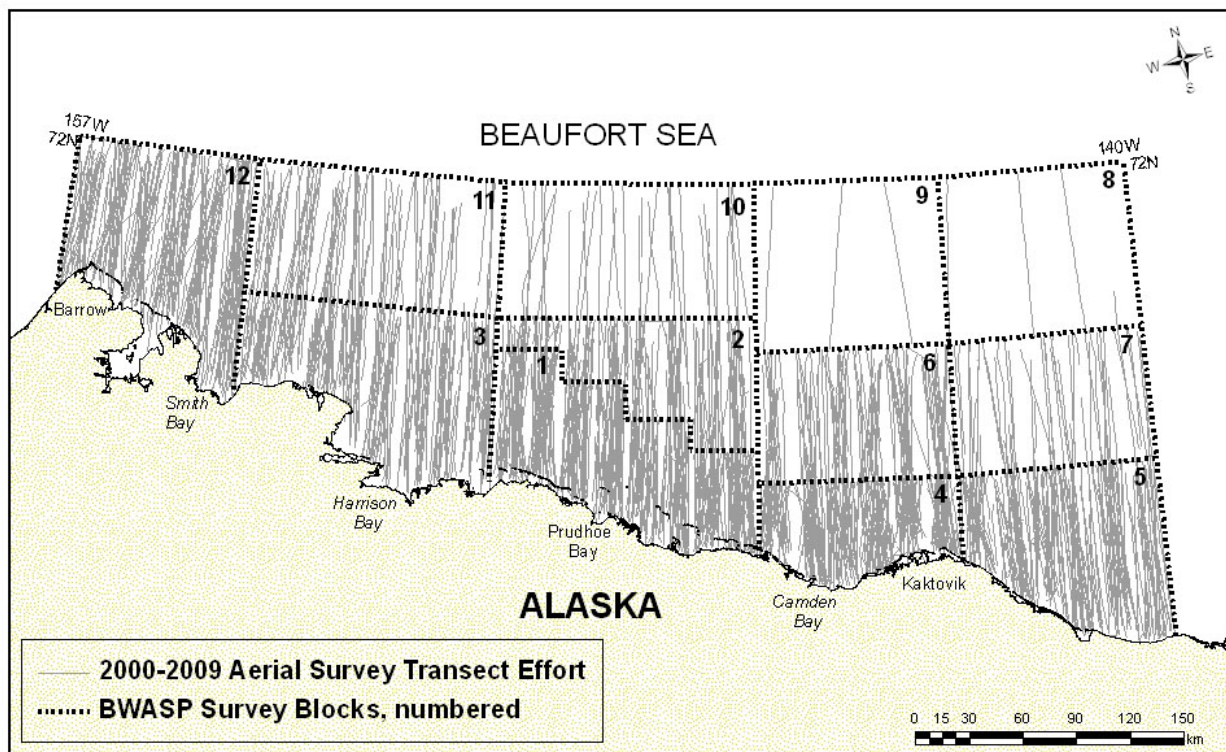 N
W E
S
157W
72N
BEAUFORT SEA
140W
72N
12
11
10
9
8
3
1
2
6
7
4
5
Barrow
Smith
Bay
Harrison
Bay
Prudhoe
Bay
Camden
Bay
Kaktovik
ALASKA
2000-2009 Aerial Survey Transect Effort
BWASP Survey Blocks, numbered
0 15 30 60 90 120 150
km